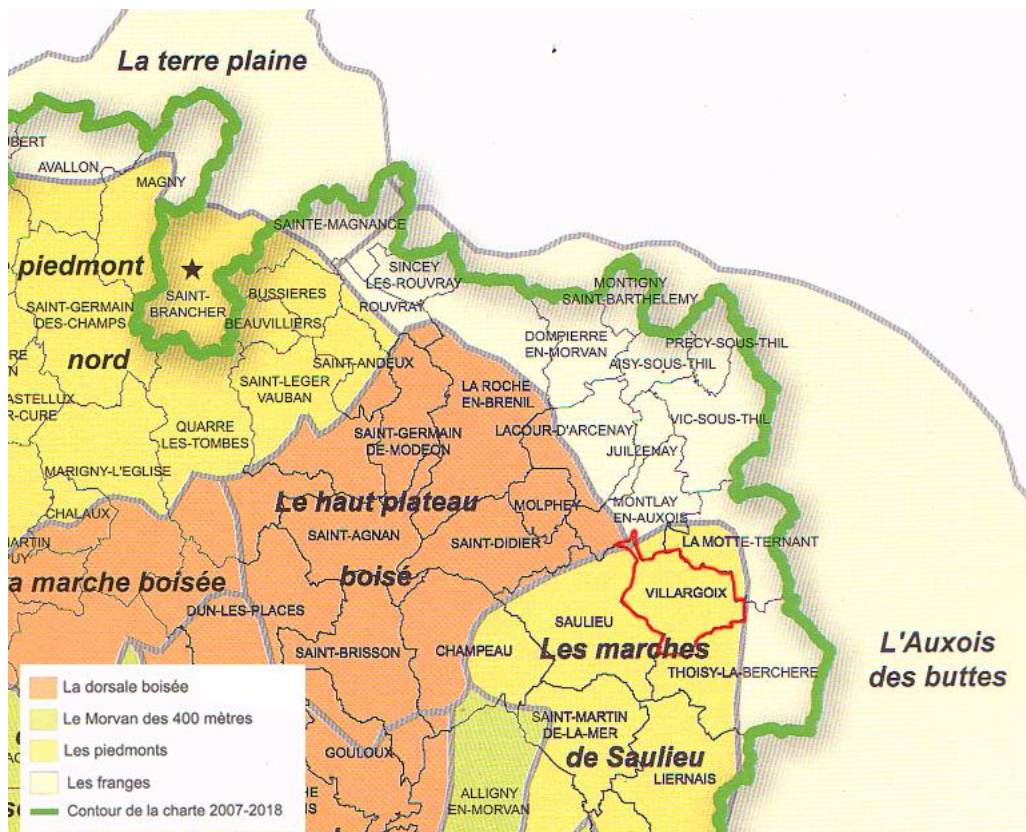 La terre plaine
UBERT
AVALLON
MAGNY
SAINTE-MAGNANCE
piedmont
SINCEY
LES-ROUVRAY
MONTIGNY
SAINT-BARTHELEMY
SAINT-
BRANCHER
BUSSIERES
ROUVRAY
SAINT-GERMAIN
DES-CHAMPS
BEAUVILLIERS
DOMPIERRE
EN-MORVAN
PRECY-SOUS-THIL
AISY-SOUS-THIL
nord
SAINT-ANDEUX
SAINT-LEGER
VAUBAN
LA ROCHE
EN-BRENIL
ASTELLUX
R-CURE
QUARRE
LES-TOMBES
SAINT-GERMAIN
DE-MODEON
LACOUR-D'ARCENAY
VIC-SOUS-THIL
JUILLENAY
MARIGNY-L'EGLISE
CHALAUX
Le haut plateau
MOLPHEY
MONTLAY
EN-AUXOIS
MARTIN
UY
SAINT-AGNAN
SAINT-DIDIER
LA MOTTE-TERNANT
boisé
a marche boisée
VILLARGOIX
DUN-LES-PLACES
SAULIEU
SAINT-BRISSON
CHAMPEAU
Les marches
L'Auxois
des buttes
THOISY-LA-BERCHERE
SAINT-MARTIN
DE-LA-MER
GOULOUX
de Saulieu
LIERNAIS
ALLIGNY
EN-MORVAN
La dorsale boisée
Le Morvan des 400 mètres
Les piedmonts
Les franges
Contour de la charte 2007-2018